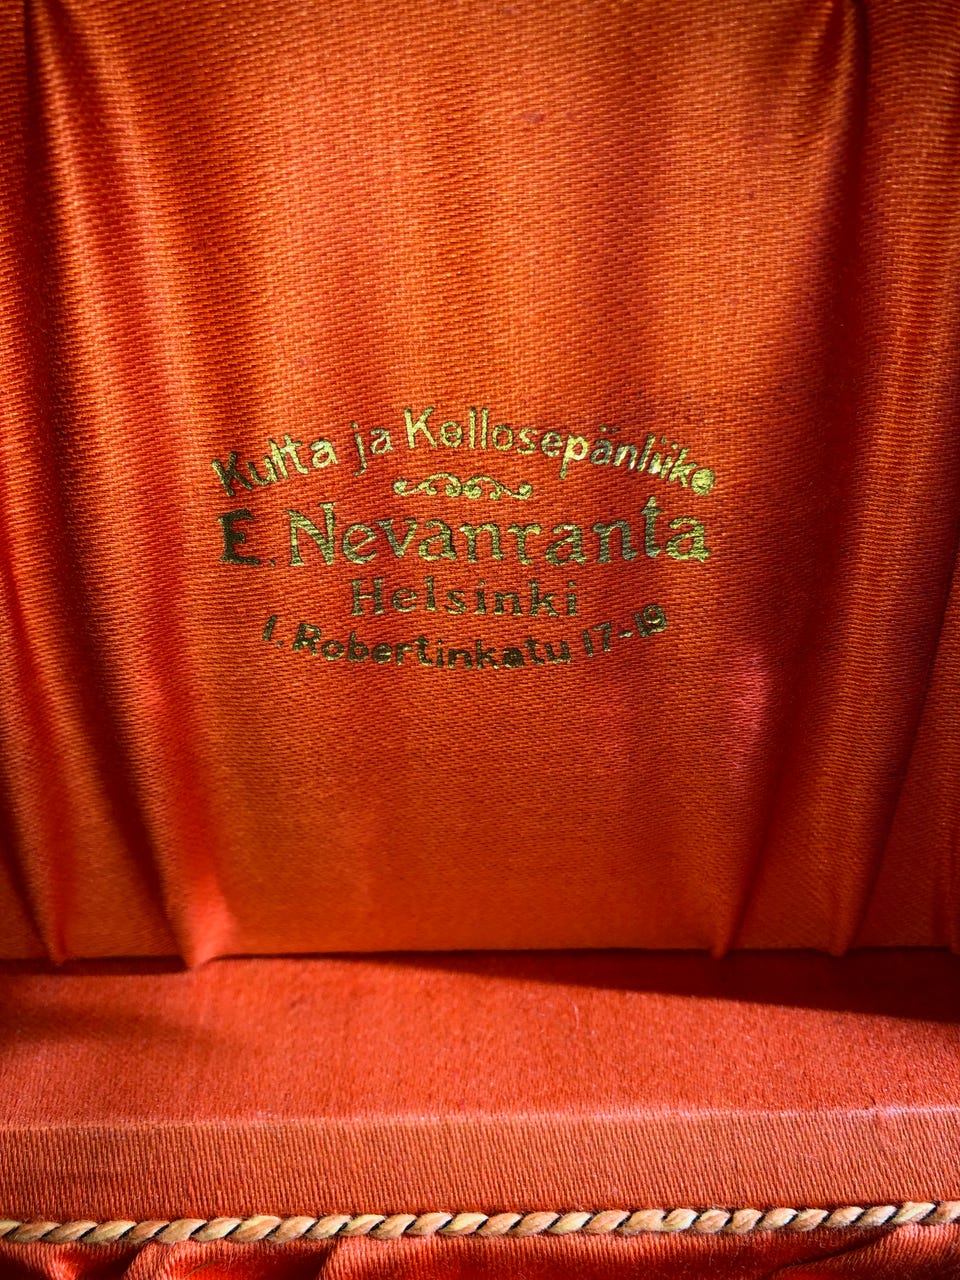 Kulta ja Kellosepänliike
E. Nevanranta
Helsinki
I. Robertinkatu 17-19